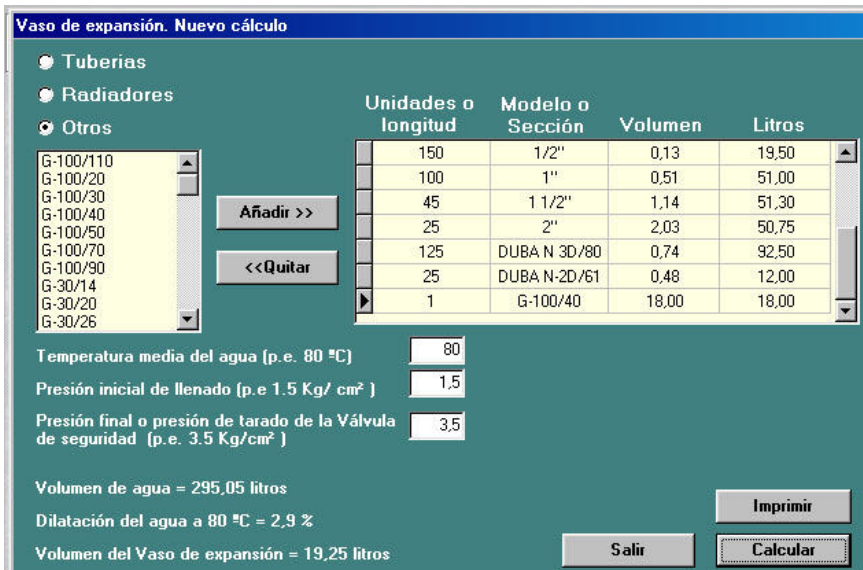 Vaso de expansión. Nuevo cálculo
Tuberias
Radiadores
Otros
G-100/110
G-100/20
G-100/30
G-100/40
G-100/50
G-100/70
G-100/90
G-30/14
G-30/20
G-30/26
Añadir >>
<<Quitar
Unidades o longitud Modelo o Sección Volumen Litros
150 1/2" 0,13 19,50
100 1" 0,51 51,00
45 1 1/2" 1,14 51,30
25 2" 2,03 50,75
125 DUBA N 3D/80 0,74 92,50
25 DUBA N-2D/61 0,48 12,00
1 G-100/40 18,00 18,00
Temperatura media del agua (p.e. 80 ªC) 80
Presión inicial de llenado (p.e 1.5 Kg/ cm² ) 1,5
Presión final o presión de tarado de la Válvula
de seguridad (p.e. 3.5 Kg/cm² ) 3,5
Volumen de agua = 295,05 litros
Dilatación del agua a 80 ªC = 2,9 %
Volumen del Vaso de expansión = 19,25 litros
Imprimir
Salir
Calcular